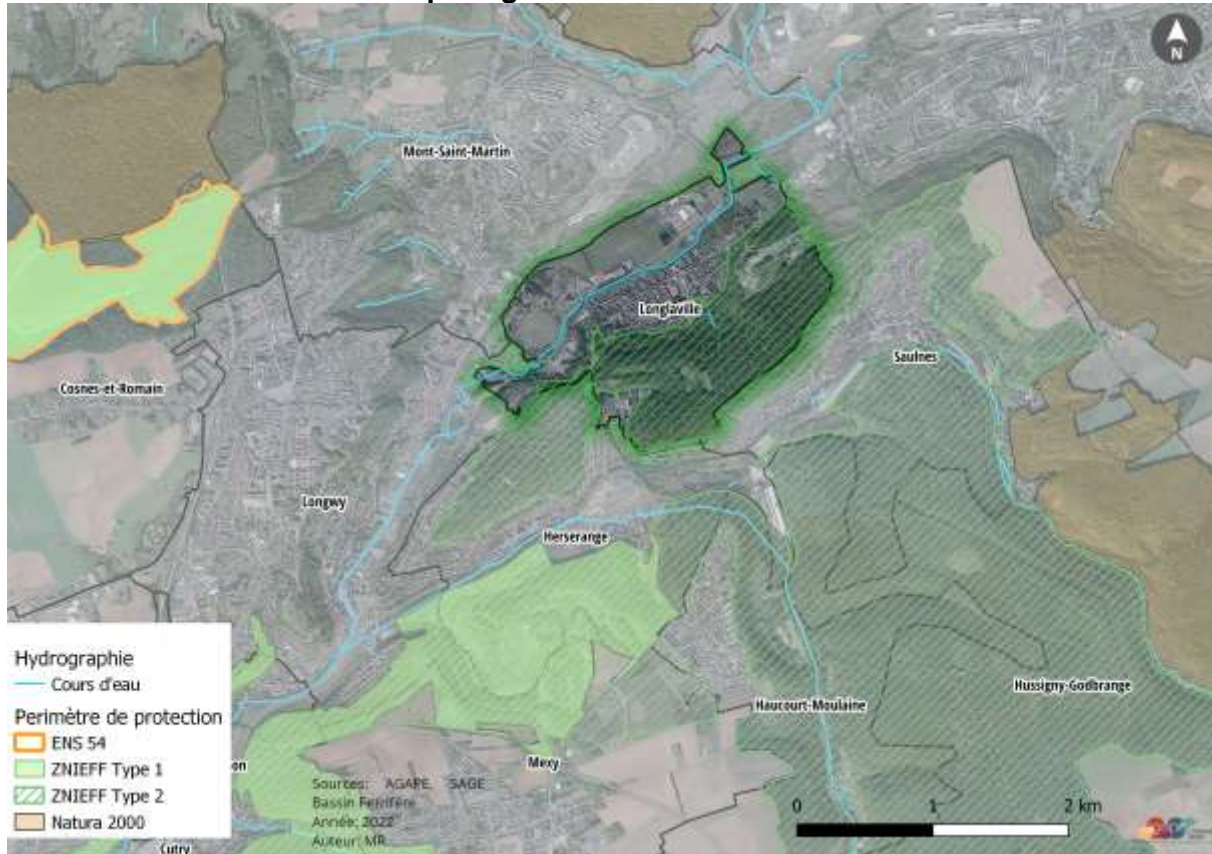 N
Mont-Saint-Martin
Longlaville
Saulnes
Cosnes-et-Romain
Longwy
Herserange
Hussigny-Godbrange
Haucourt-Moulaine
Mexy
on
Cutry
Hydrographie
Cours d'eau
Perimètre de protection
ENS 54
ZNIEFF Type 1
ZNIEFF Type 2
Natura 2000
Sources: AGAPE, SAGE
Bassin Ferrifère
Année: 2022
Auteur: MR
0 1 2 km